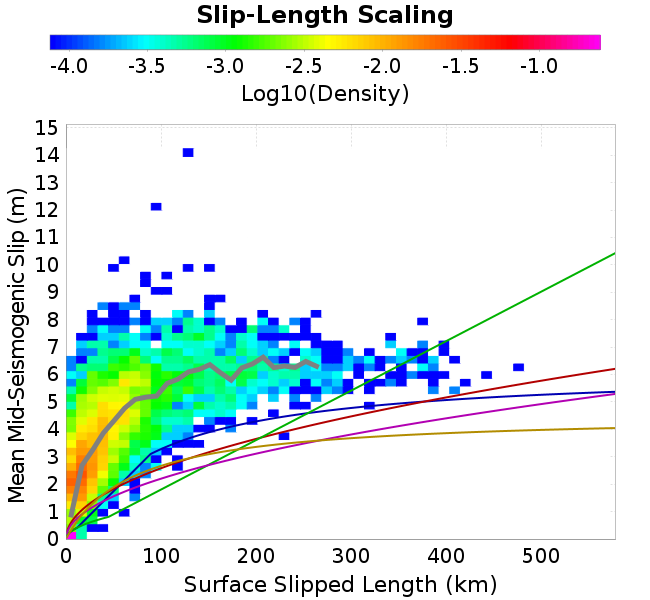 Slip-Length Scaling
-4.0 -3.5 -3.0 -2.5 -2.0 -1.5 -1.0
Log10(Density)
15
14
13
12
11
10
9
8
7
6
5
4
3
2
1
0
Mean Mid-Seismogenic Slip (m)
0 100 200 300 400 500
Surface Slipped Length (km)